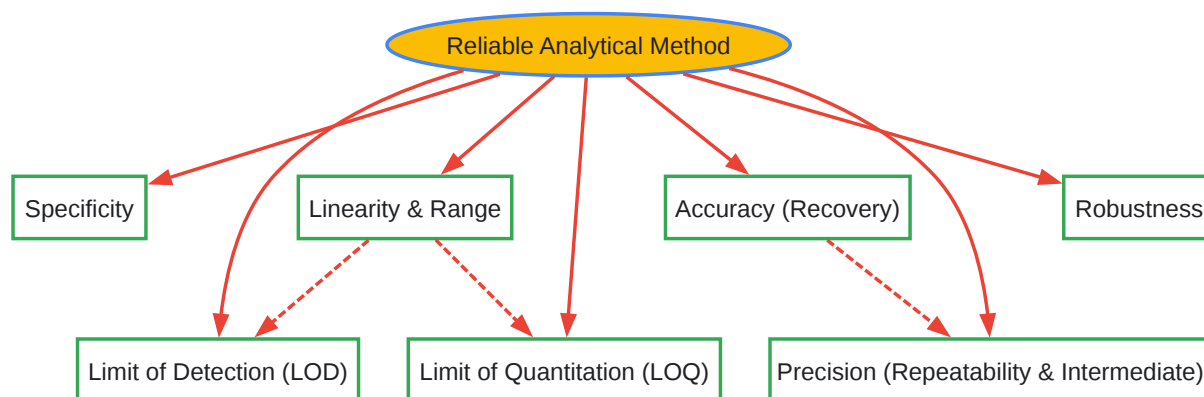 Reliable Analytical Method
Specificity
Linearity & Range
Accuracy (Recovery)
Robustness
Limit of Detection (LOD)
Limit of Quantitation (LOQ)
Precision (Repeatability & Intermediate)